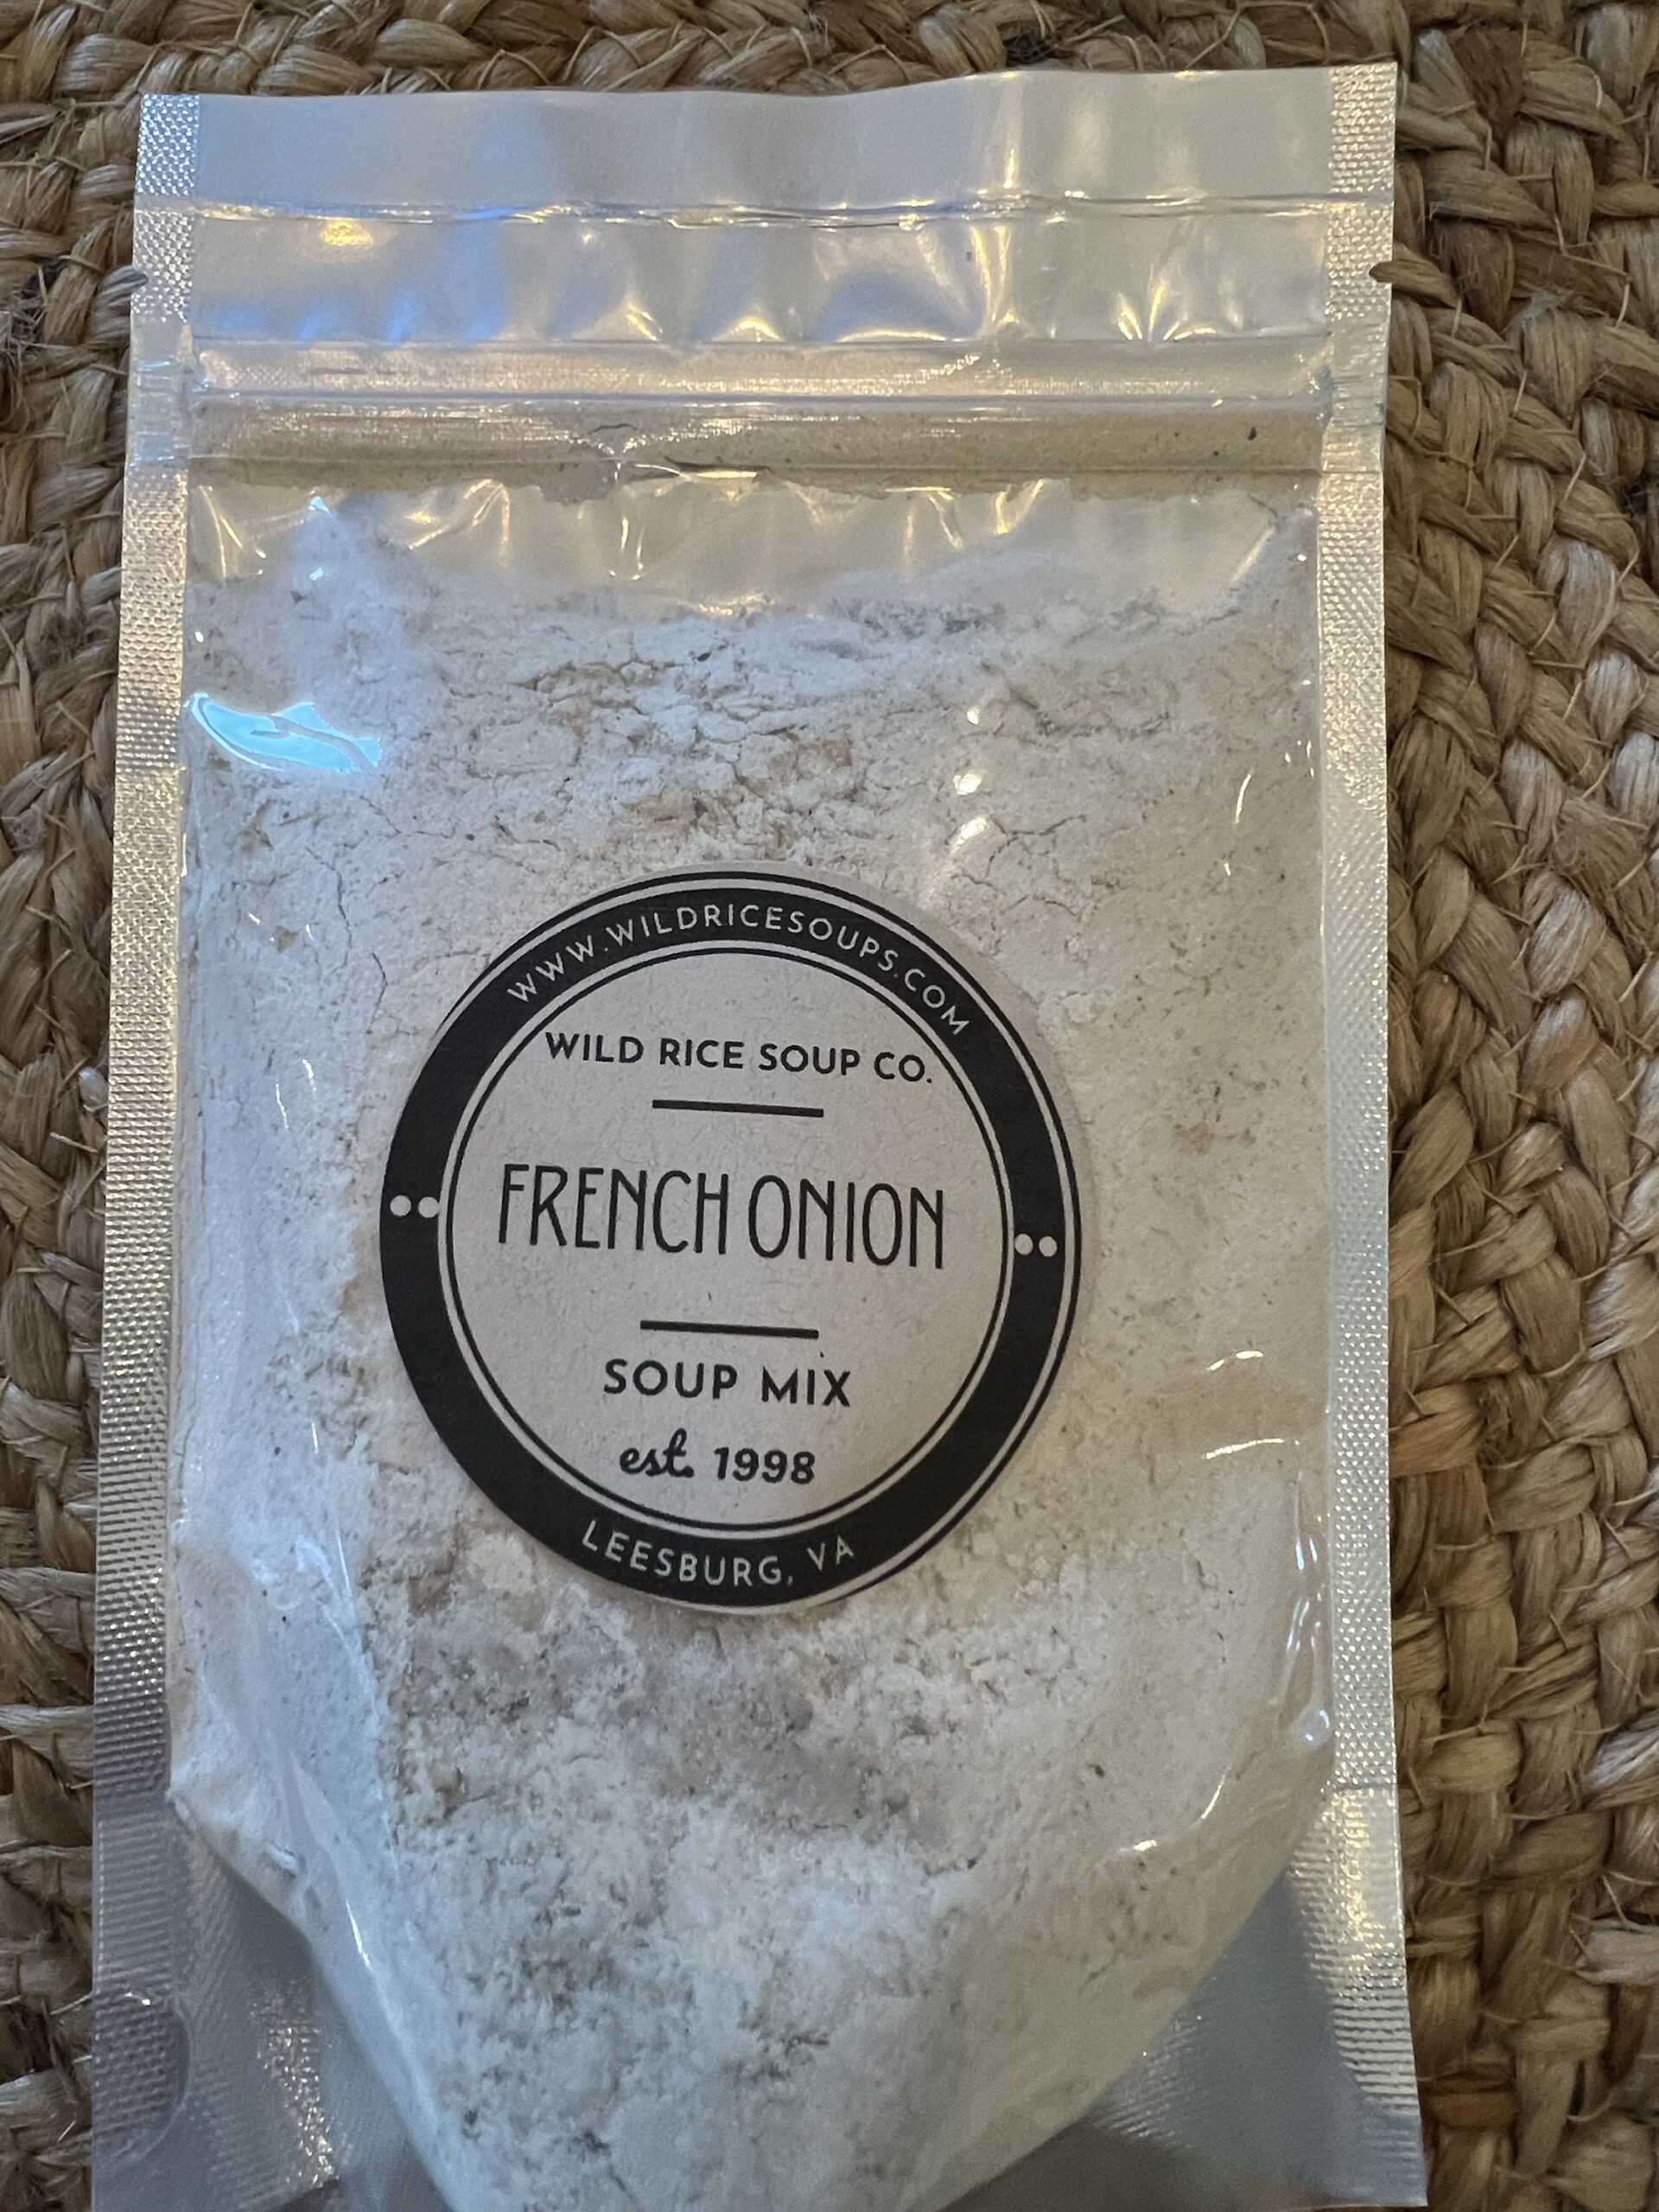 WWW.WILDRICESOUPS.COM
WILD RICE SOUP CO.
FRENCH ONION
SOUP MIX
est. 1998
LEESBURG, VA